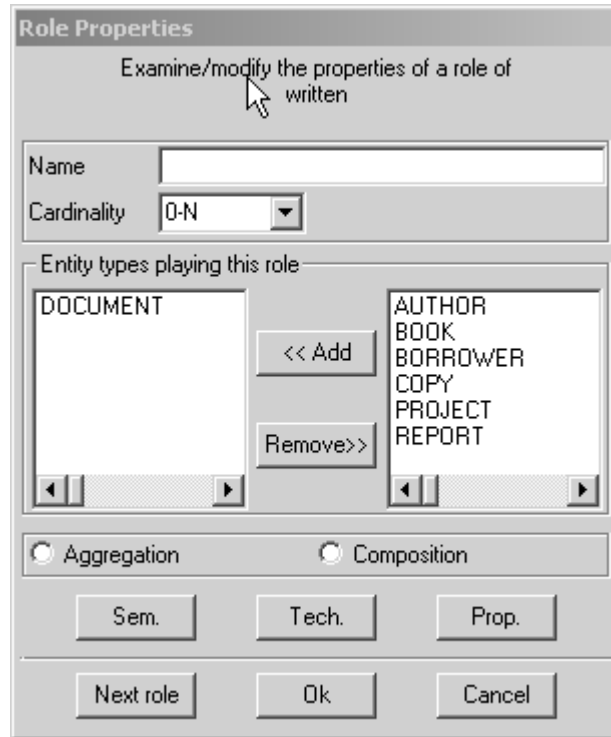 Role Properties
Examine/modify the properties of a role of
written
Name
Cardinality 0-N
Entity types playing this role
DOCUMENT
<< Add
Remove>>
AUTHOR
BOOK
BORROWER
COPY
PROJECT
REPORT
Aggregation Composition
Sem. Tech. Prop.
Next role Ok Cancel